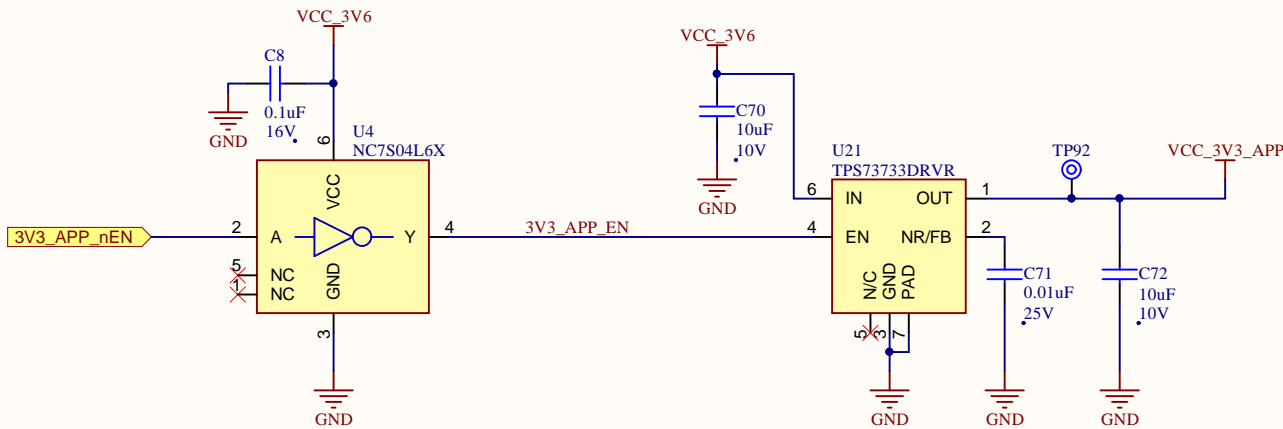 VCC_3V6
C8
0.1uF
16V
GND
6
U4
NC7S04L6X
VCC
3V3_APP_nEN
2
A
Y
4
5
NC
1
NC
GND
3
GND
3V3_APP_EN
VCC_3V6
C70
10uF
10V
GND
U21
TPS73733DRVR
6
IN
OUT
1
4
EN
NR/FB
2
N/C
GND
PAD
5
3
7
GND
TP92
VCC_3V3_APP
C71
0.01uF
25V
GND
C72
10uF
10V
GND